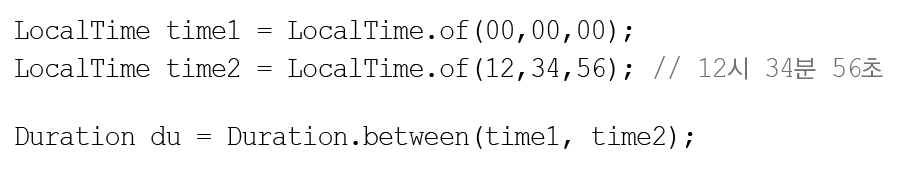 LocalTime time1 = LocalTime.of(00,00,00);
LocalTime time2 = LocalTime.of(12,34,56); // 12시 34분 56초
Duration du = Duration.between(time1, time2);